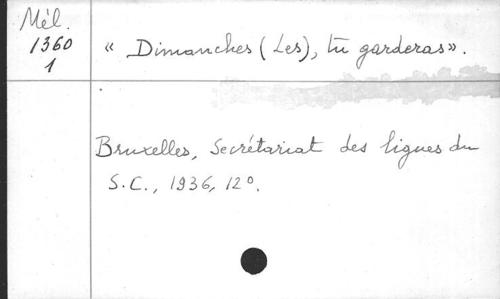 Mél.
1360
1
« Dimanches (Les), tu garderas».
Bruxelles, Secrétariat des ligues du
S.C., 1936, 12°.